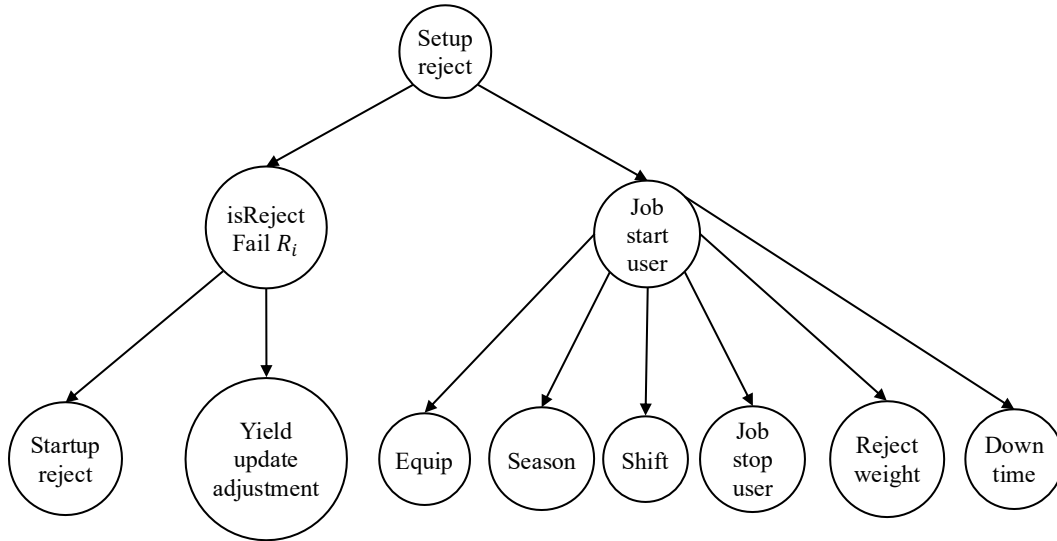 Setup
reject
isReject
Fail $R_i$
Job
start
user
Startup
reject
Yield
update
adjustment
Equip
Season
Shift
Job
stop
user
Reject
weight
Down
time